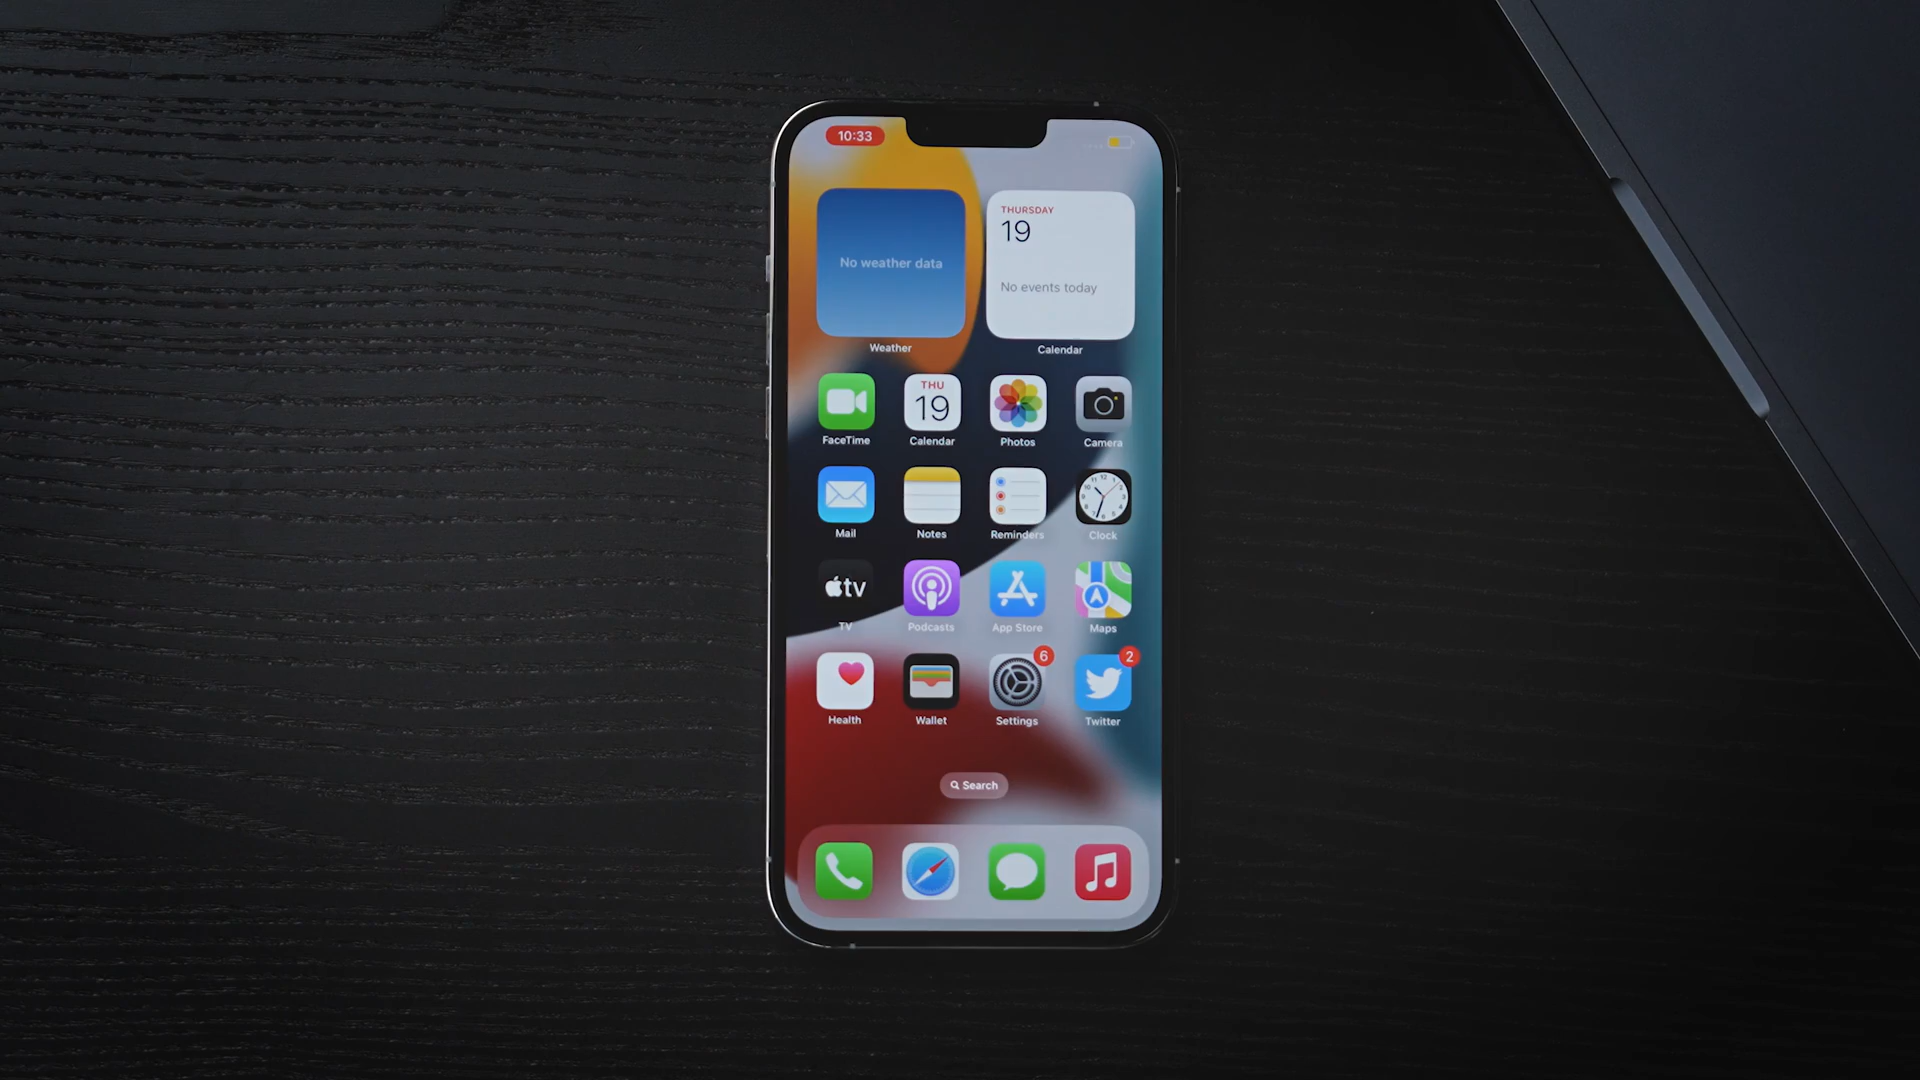 10:33
No weather data
Weather
THURSDAY
19
No events today
Calendar
THU
19
FaceTime
Calendar
Photos
Camera
Mail
Notes
Reminders
Clock
tv
TV
Podcasts
App Store
Maps
6
2
Health
Wallet
Settings
Twitter
Search